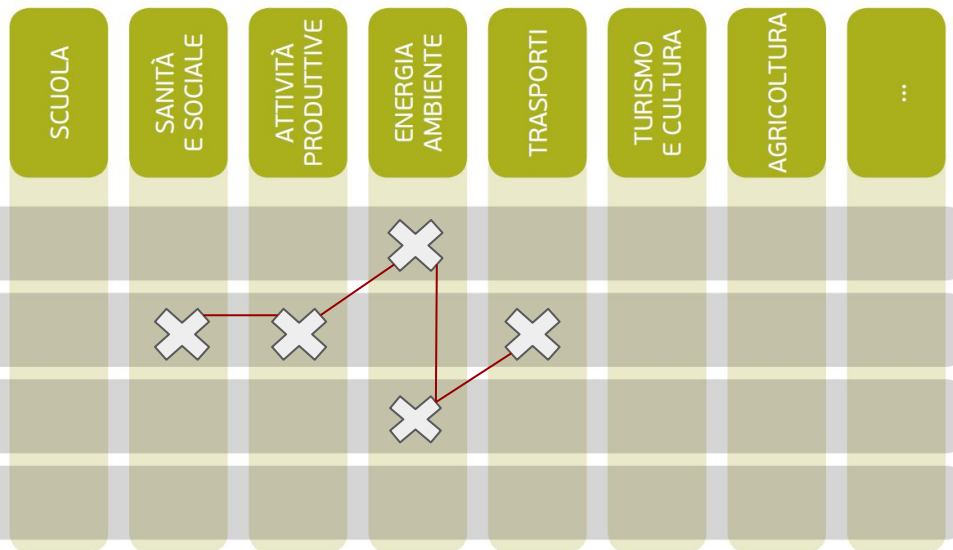 SCUOLA
SANITÀ
E SOCIALE
ATTIVITÀ
PRODUTTIVE
ENERGIA
AMBIENTE
TRASPORTI
TURISMO
E CULTURA
AGRICOLTURA
...